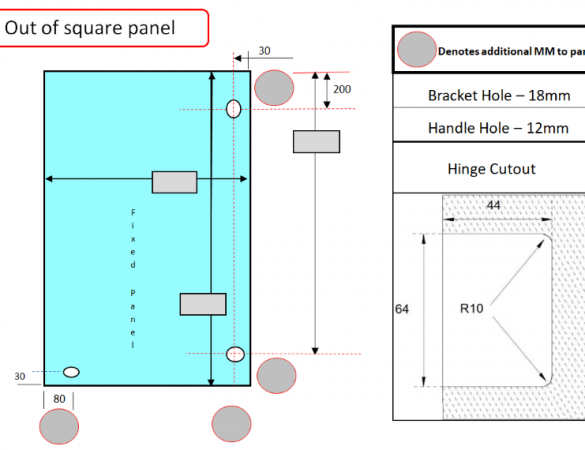 Out of square panel
30
200
Fixed Panel
30
80
Denotes additional MM to
Bracket Hole – 18mm
Handle Hole – 12mm
Hinge Cutout
44
64
R10